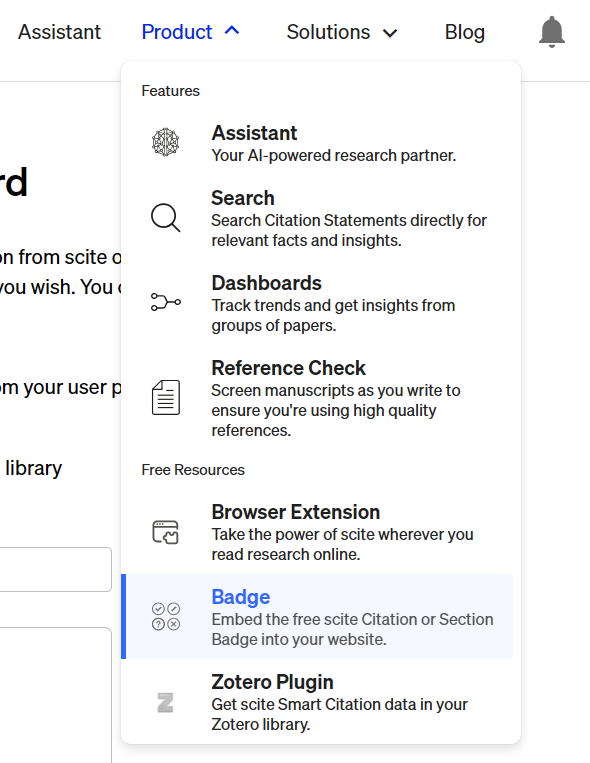 Assistant
Product
Solutions
Blog
rd
on from scite o
you wish. You
om your user p
library
Features
Assistant
Your AI-powered research partner.
Search
Search Citation Statements directly for
relevant facts and insights.
Dashboards
Track trends and get insights from
groups of papers.
Reference Check
Screen manuscripts as you write to
ensure you're using high quality
references.
Free Resources
Browser Extension
Take the power of scite wherever you
read research online.
Badge
Embed the free scite Citation or Section
Badge into your website.
Zotero Plugin
Get scite Smart Citation data in your
Zotero library.